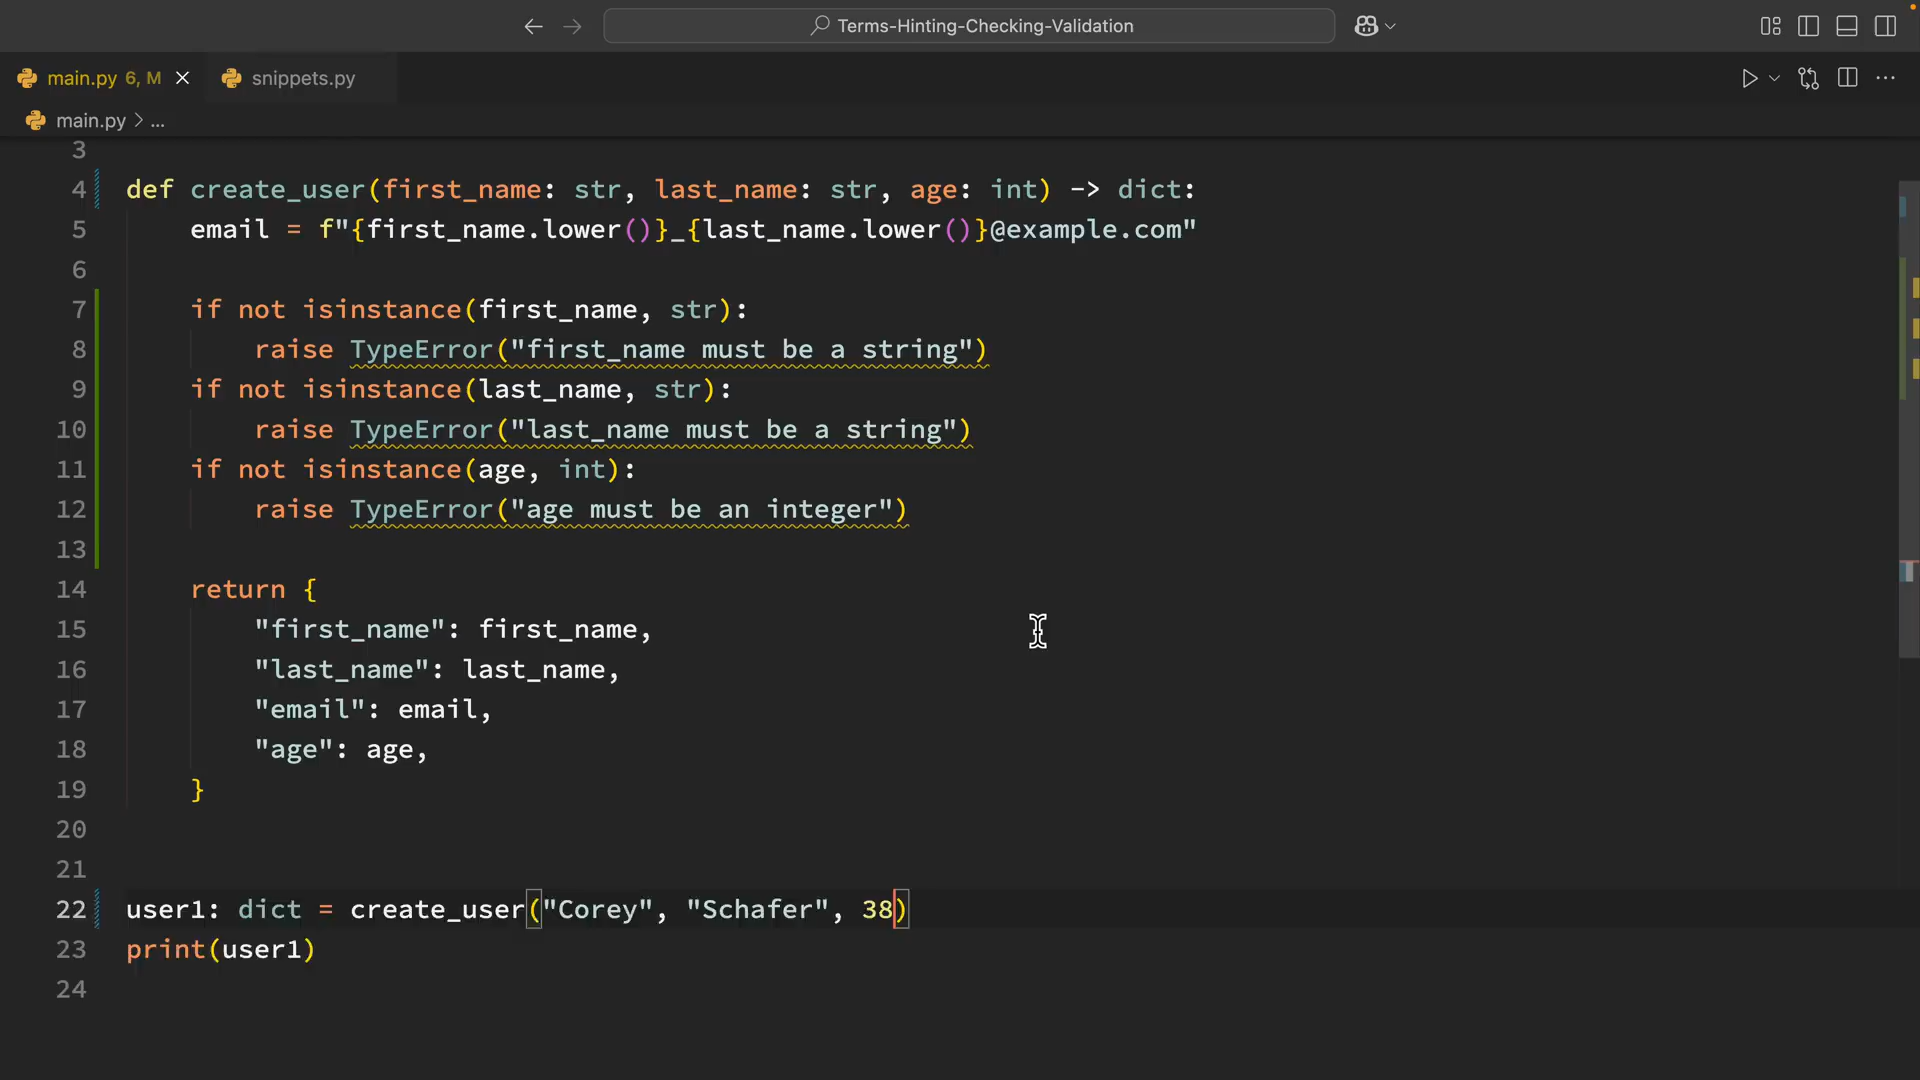 Terms-Hinting-Checking-Validation
main.py 6, M
snippets.py
main.py > ...
3
4 def create_user(first_name: str, last_name: str, age: int) -> dict:
5     email = f"{first_name.lower()}_{last_name.lower()}@example.com"
6
7     if not isinstance(first_name, str):
8         raise TypeError("first_name must be a string")
9     if not isinstance(last_name, str):
10         raise TypeError("last_name must be a string")
11     if not isinstance(age, int):
12         raise TypeError("age must be an integer")
13
14     return {
15         "first_name": first_name,
16         "last_name": last_name,
17         "email": email,
18         "age": age,
19     }
20
21
22 user1: dict = create_user("Corey", "Schafer", 38)
23 print(user1)
24